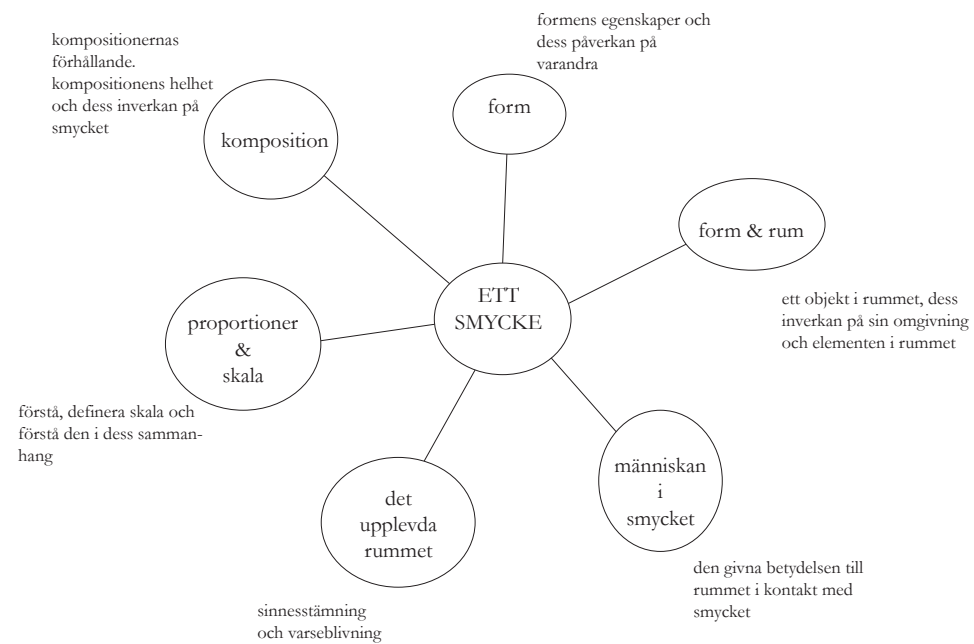 kompositionernas
förhållande.
kompositionens helhet
och dess inverkan på
smycket
komposition
formens egenskaper och
dess påverkan på
varandra
form
form & rum
ett objekt i rummet, dess
inverkan på sin omgivning
och elementen i rummet
ETT
SMYCKE
proportioner
&
skala
förstå, definera skala och
förstå den i dess samman-
hang
det
upplevda
rummet
sinnesstämning
och varseblivning
människan
i
smycket
den givna betydelsen till
rummet i kontakt med
smycket